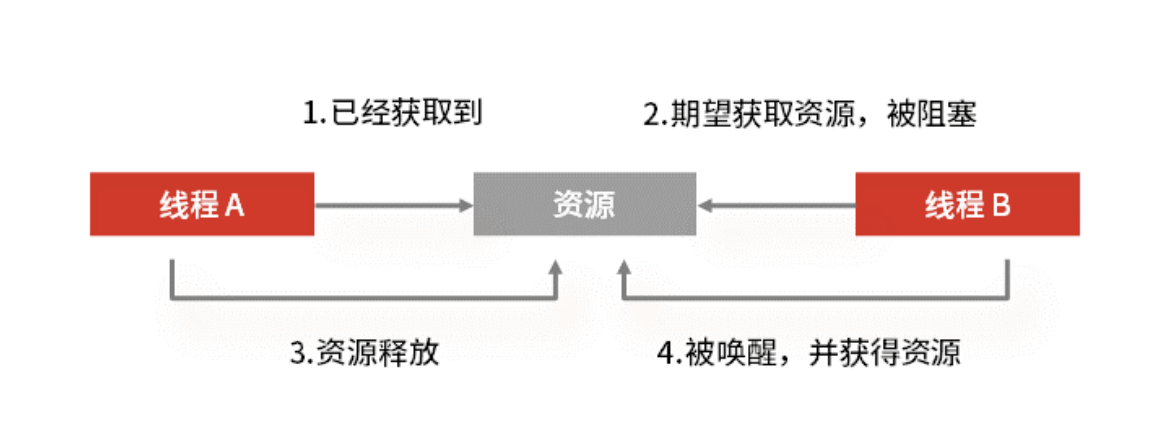 1.已经获取到
2.期望获取资源，被阻塞
线程 A
资源
线程 B
3.资源释放
4.被唤醒，并获得资源